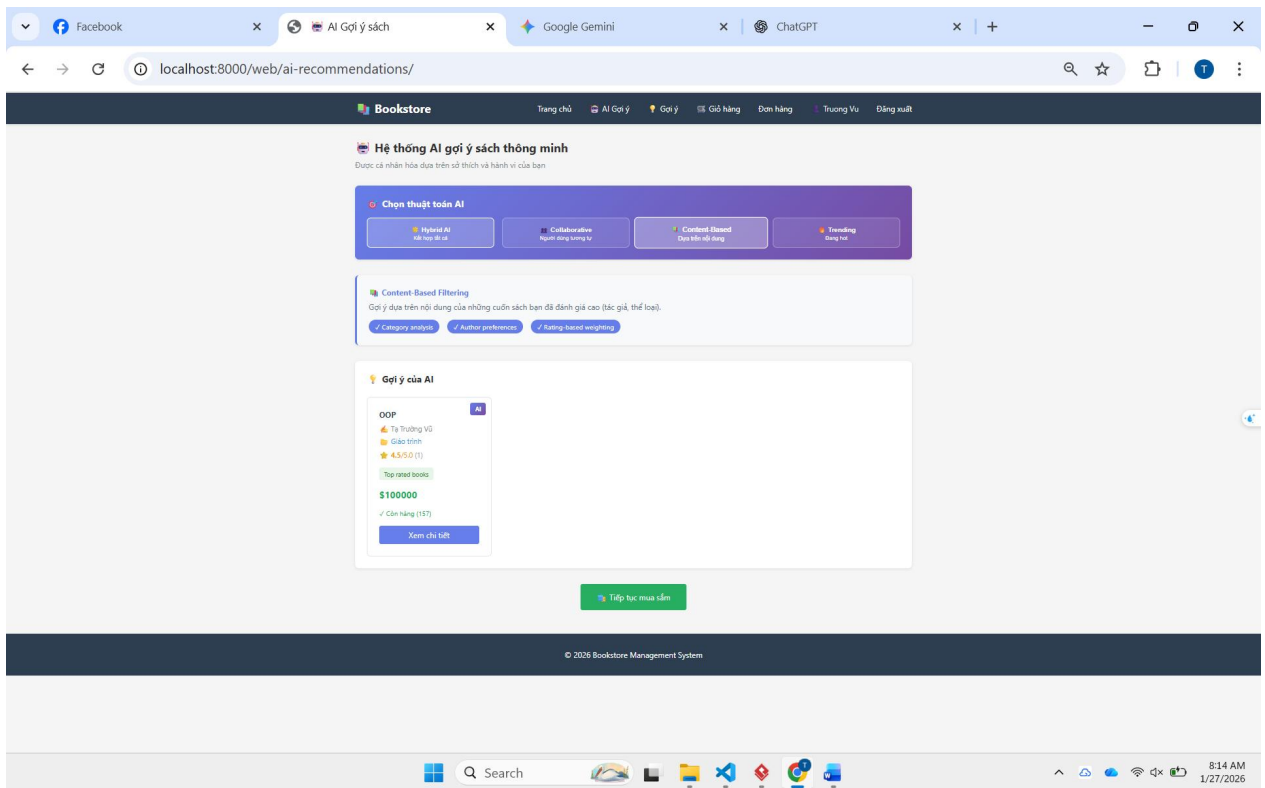 Facebook
AI Gợi ý sách
Google Gemini
ChatGPT
localhost:8000/web/ai-recommendations/
T
Bookstore
Trang chủ AI Gợi ý Gợi ý Giỏ hàng Đơn hàng Truong Vu Đăng xuất
Hệ thống AI gợi ý sách thông minh
Được cá nhân hóa dựa trên sở thích và hành vi của bạn
Chọn thuật toán AI
Hybrid AI
Kết hợp tất cả
Collaborative
Người dùng tương tự
Content-Based
Dựa trên nội dung
Trending
Đang hot
Content-Based Filtering
Gợi ý dựa trên nội dung của những cuốn sách bạn đã đánh giá cao (tác giả, thể loại).
✓ Category analysis ✓ Author preferences ✓ Rating-based weighting
Gợi ý của AI
AI
OOP
Tạ Trường Vũ
Giáo trình
4.5/5.0 (1)
Top rated books
$100000
✓ Còn hàng (157)
Xem chi tiết
Tiếp tục mua sắm
© 2026 Bookstore Management System
Search
8:14 AM
1/27/2026